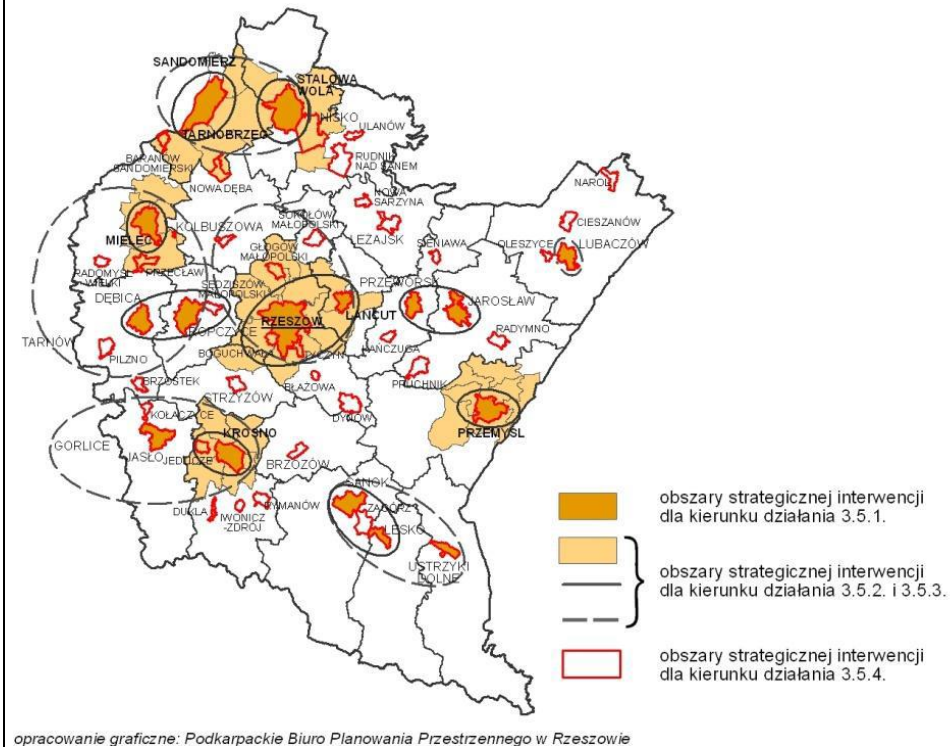 SANDOMIERZ
STALOWA
WOLA
TARNOBRZEG
NISKO
ULANÓW
RUDNIK
NAD SANEM
BARANÓW
SANDOMIERSKI
NOWA DĘBA
NAROL
NOWA
SARZYNA
CIESZANÓW
KOLBUSZOWA
SOKOŁÓW
MAŁOPOLSKI
LEŻAJSK
SIENIAWA
OLESZYCE
LUBACZÓW
MIELEC
GŁOGÓW
MAŁOPOLSKI
RADOMYŚL
WIELKI
PRZECŁAW
SĘDZISZÓW
MAŁOPOLSKI
PRZEWORSK
DĘBICA
JAROSŁAW
RZESZÓW
ŁAŃCUT
ROPCZYCE
TARNÓW
RADYMNO
BOGUCHWAŁA
TYCZYN
KAŃCZUGA
PILZNO
PRUCHNIK
BRZOSTEK
STRZYŻÓW
BŁAŻOWA
DYNÓW
KOŁACZYCE
PRZEMYŚL
KROSNO
GORLICE
JASŁO
JEDLICZE
BRZOZÓW
SANOK
ZAGÓRZ
DUKLA
IWONICZ
-ZDRÓJ
RYMANÓW
LESKO
USTRZYKI
DOLNE
obszary strategicznej interwencji
dla kierunku działania 3.5.1.
obszary strategicznej interwencji
dla kierunku działania 3.5.2. i 3.5.3.
obszary strategicznej interwencji
dla kierunku działania 3.5.4.
opracowanie graficzne: Podkarpackie Biuro Planowania Przestrzennego w Rzeszowie